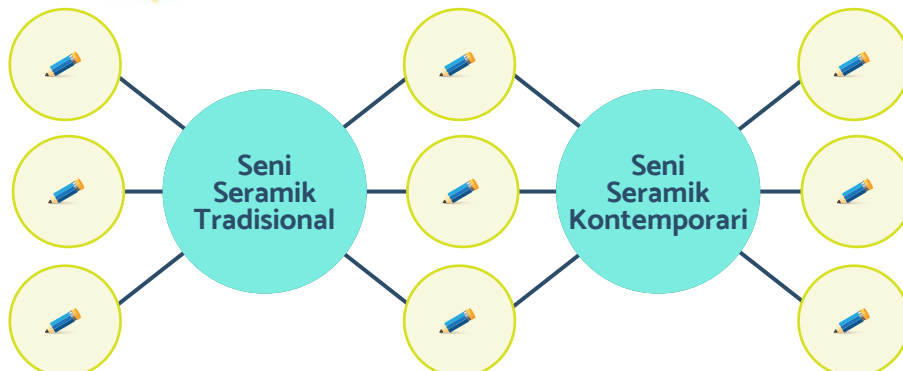 Seni
Seramik
Tradisional
Seni
Seramik
Kontemporari